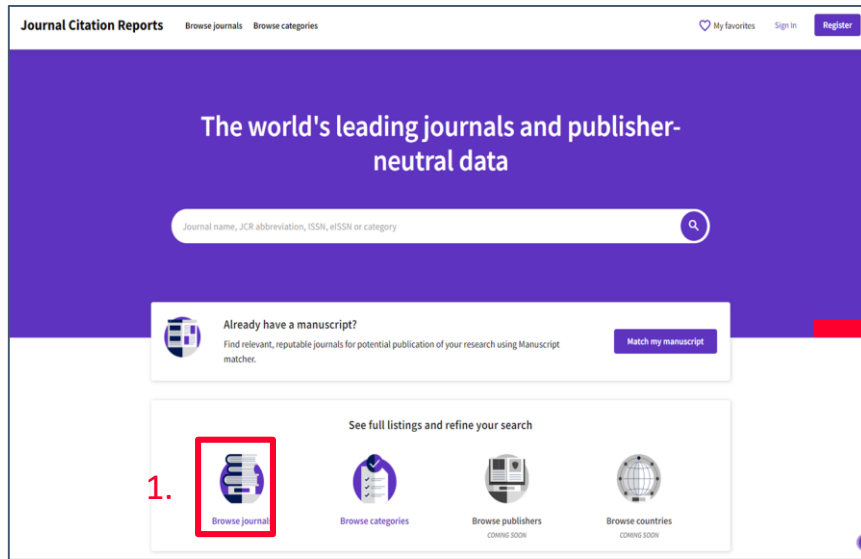 Journal Citation Reports Browse journals Browse categories My favorites Sign In Register
The world's leading journals and publisher-
neutral data
Journal name, JCR abbreviation, ISSN, eISSN or category
Already have a manuscript?
Find relevant, reputable journals for potential publication of your research using Manuscript
matcher.
Match my manuscript
See full listings and refine your search
1.
Browse journals Browse categories Browse publishers Browse countries
COMING SOON COMING SOON